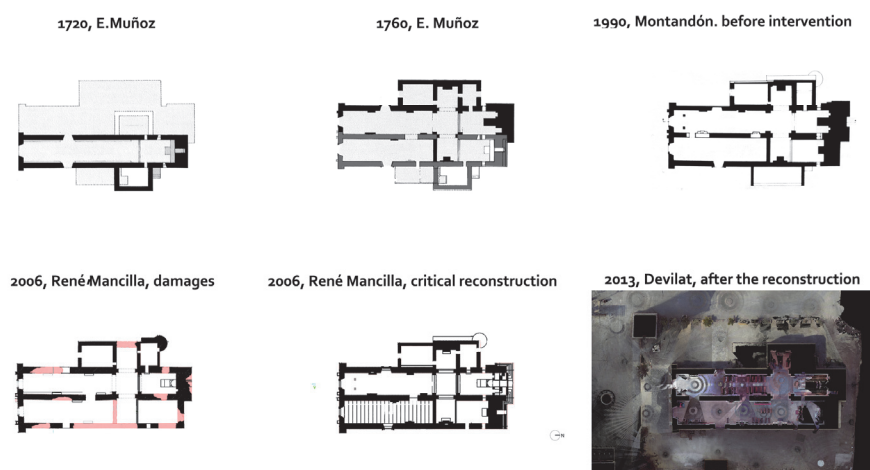 1720, E.Muñoz
1760, E. Muñoz
1990, Montandón. before intervention
2006, René Mancilla, damages
2006, René Mancilla, critical reconstruction
2013, Devilat, after the reconstruction
N